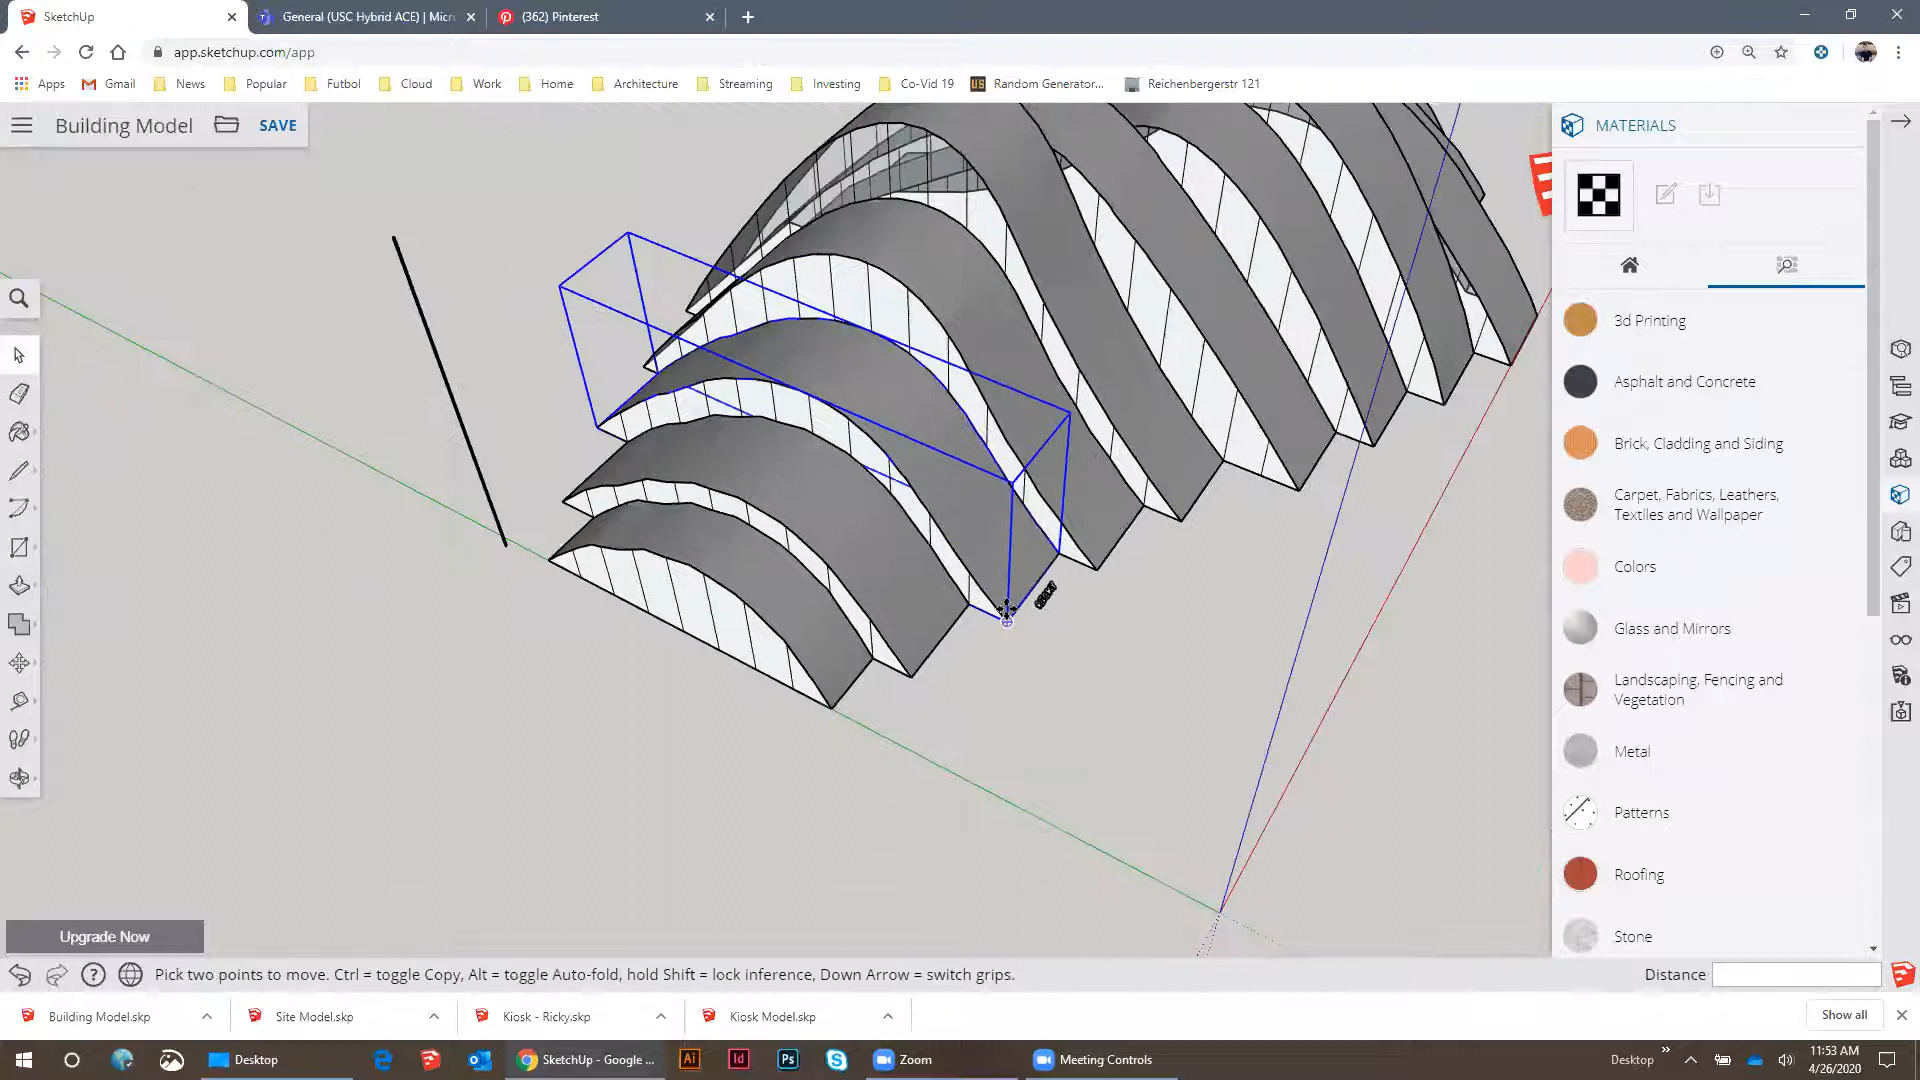 SketchUp
General (USC Hybrid ACE) | Micr
(362) Pinterest
app.sketchup.com/app
Apps
Gmail
News
Popular
Futbol
Cloud
Work
Home
Architecture
Streaming
Investing
Co-Vid 19
US
Random Generator...
Reichenbergerstr 121
Building Model
SAVE
MATERIALS
3d Printing
Asphalt and Concrete
Brick, Cladding and Siding
Carpet, Fabrics, Leathers,
Textiles and Wallpaper
Colors
Glass and Mirrors
Landscaping, Fencing and
Vegetation
Metal
Patterns
Roofing
Stone
Upgrade Now
Pick two points to move. Ctrl = toggle Copy, Alt = toggle Auto-fold, hold Shift = lock inference, Down Arrow = switch grips.
Distance
Building Model.skp
Site Model.skp
Kiosk - Ricky.skp
Kiosk Model.skp
Show all
Desktop
SketchUp - Google ...
Ai
Id
Ps
Zoom
Meeting Controls
Desktop
11:53 AM
4/26/2020